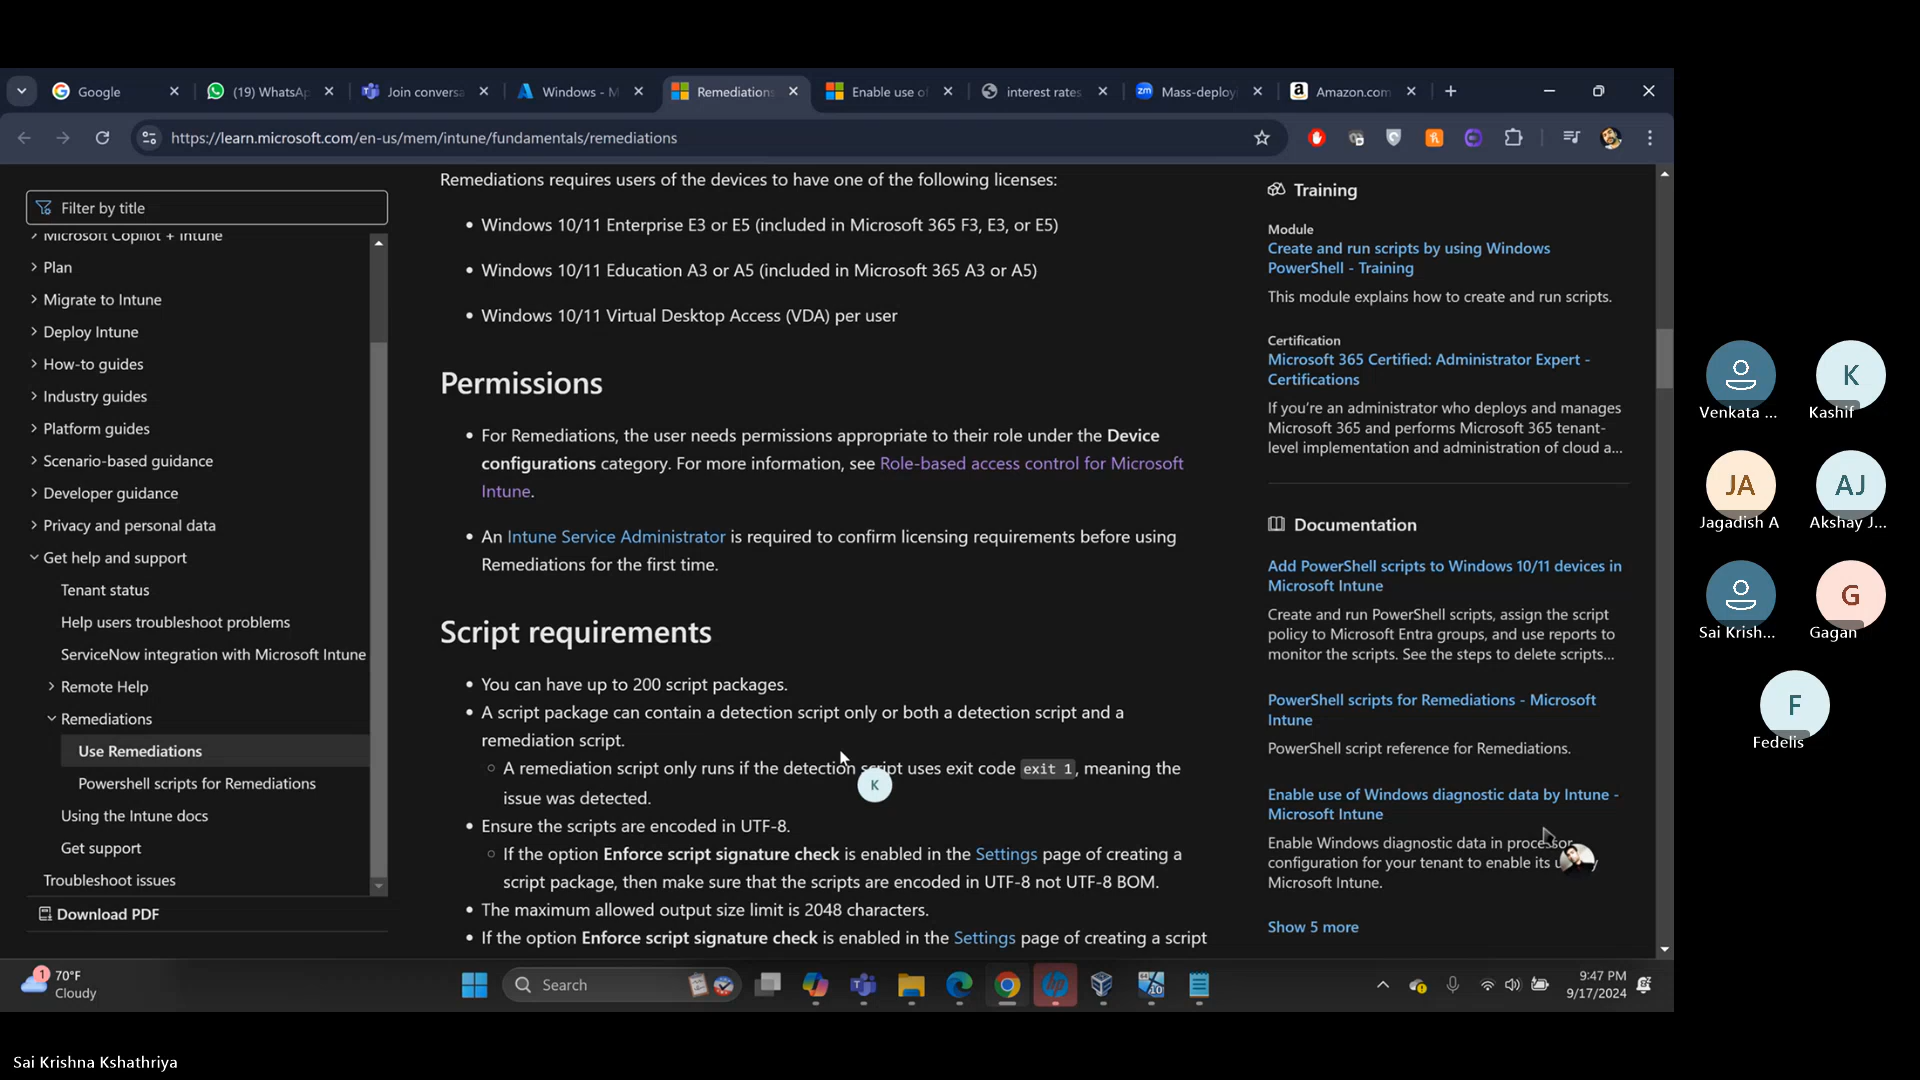 Google
(19) WhatsAp
Join conversa
Windows - M
Remediations
Enable use of
interest rates
zm
Mass-deploy
a
Amazon.com
https://learn.microsoft.com/en-us/mem/intune/fundamentals/remediations
Filter by title
Microsoft Copilot + Intune
Plan
Migrate to Intune
Deploy Intune
How-to guides
Industry guides
Platform guides
Scenario-based guidance
Developer guidance
Privacy and personal data
Get help and support
Tenant status
Help users troubleshoot problems
ServiceNow integration with Microsoft Intune
Remote Help
Remediations
Use Remediations
Powershell scripts for Remediations
Using the Intune docs
Get support
Troubleshoot issues
Download PDF
Remediations requires users of the devices to have one of the following licenses:
• Windows 10/11 Enterprise E3 or E5 (included in Microsoft 365 F3, E3, or E5)
• Windows 10/11 Education A3 or A5 (included in Microsoft 365 A3 or A5)
• Windows 10/11 Virtual Desktop Access (VDA) per user
Permissions
• For Remediations, the user needs permissions appropriate to their role under the Device
configurations category. For more information, see Role-based access control for Microsoft
Intune.
• An Intune Service Administrator is required to confirm licensing requirements before using
Remediations for the first time.
Script requirements
• You can have up to 200 script packages.
• A script package can contain a detection script only or both a detection script and a
remediation script.
○ A remediation script only runs if the detection script uses exit code exit 1, meaning the
issue was detected.
K
• Ensure the scripts are encoded in UTF-8.
○ If the option Enforce script signature check is enabled in the Settings page of creating a
script package, then make sure that the scripts are encoded in UTF-8 not UTF-8 BOM.
• The maximum allowed output size limit is 2048 characters.
• If the option Enforce script signature check is enabled in the Settings page of creating a script
Training
Module
Create and run scripts by using Windows
PowerShell - Training
This module explains how to create and run scripts.
Certification
Microsoft 365 Certified: Administrator Expert -
Certifications
If you're an administrator who deploys and manages
Microsoft 365 and performs Microsoft 365 tenant-
level implementation and administration of cloud a...
Documentation
Add PowerShell scripts to Windows 10/11 devices in
Microsoft Intune
Create and run PowerShell scripts, assign the script
policy to Microsoft Entra groups, and use reports to
monitor the scripts. See the steps to delete scripts...
PowerShell scripts for Remediations - Microsoft
Intune
PowerShell script reference for Remediations.
Enable use of Windows diagnostic data by Intune -
Microsoft Intune
Enable Windows diagnostic data in processor
configuration for your tenant to enable its
Microsoft Intune.
Show 5 more
1
70°F
Cloudy
Search
9:47 PM
9/17/2024
Venkata ...
K
Kashif
JA
Jagadish A
AJ
Akshay J...
Sai Krish...
G
Gagan
F
Fedelis
Sai Krishna Kshathriya